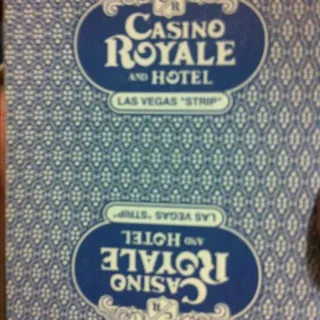 R
CASINO
ROYALE
AND HOTEL
LAS VEGAS "STRIP"
LAS VEGAS "STRIP"
AND HOTEL
ROYALE
CASINO
R